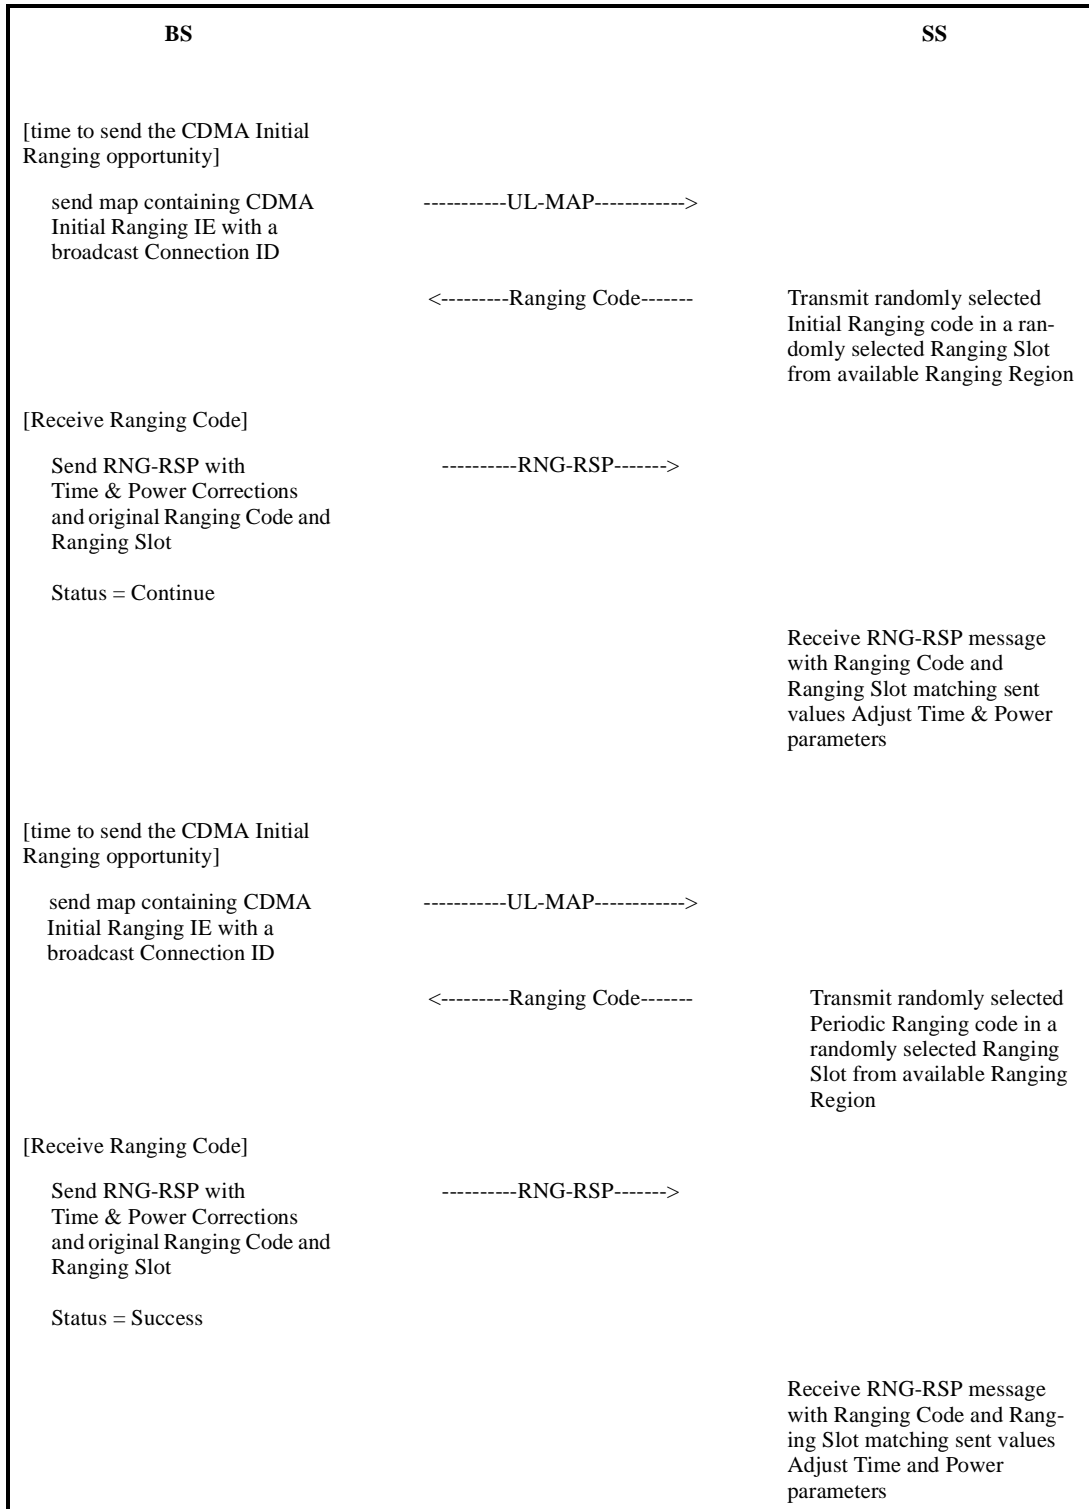 BS SS
[time to send the CDMA Initial
Ranging opportunity]
send map containing CDMA
Initial Ranging IE with a
broadcast Connection ID
-----------UL-MAP------------>
<---------Ranging Code-------
Transmit randomly selected
Initial Ranging code in a ran-
domly selected Ranging Slot
from available Ranging Region
[Receive Ranging Code]
Send RNG-RSP with
Time & Power Corrections
and original Ranging Code and
Ranging Slot
----------RNG-RSP------->
Status = Continue
Receive RNG-RSP message
with Ranging Code and
Ranging Slot matching sent
values Adjust Time & Power
parameters
[time to send the CDMA Initial
Ranging opportunity]
send map containing CDMA
Initial Ranging IE with a
broadcast Connection ID
-----------UL-MAP------------>
<---------Ranging Code-------
Transmit randomly selected
Periodic Ranging code in a
randomly selected Ranging
Slot from available Ranging
Region
[Receive Ranging Code]
Send RNG-RSP with
Time & Power Corrections
and original Ranging Code and
Ranging Slot
----------RNG-RSP------->
Status = Success
Receive RNG-RSP message
with Ranging Code and Rang-
ing Slot matching sent values
Adjust Time and Power
parameters